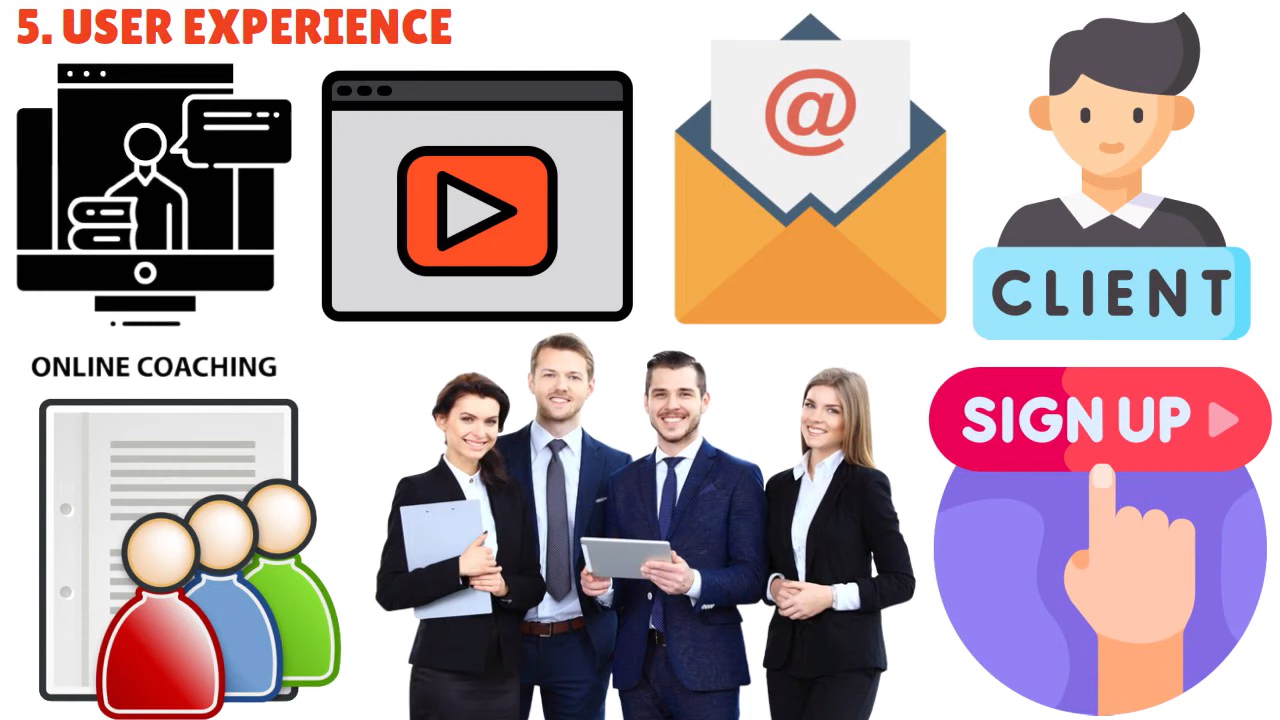 5. USER EXPERIENCE
@
CLIENT
ONLINE COACHING
SIGN UP